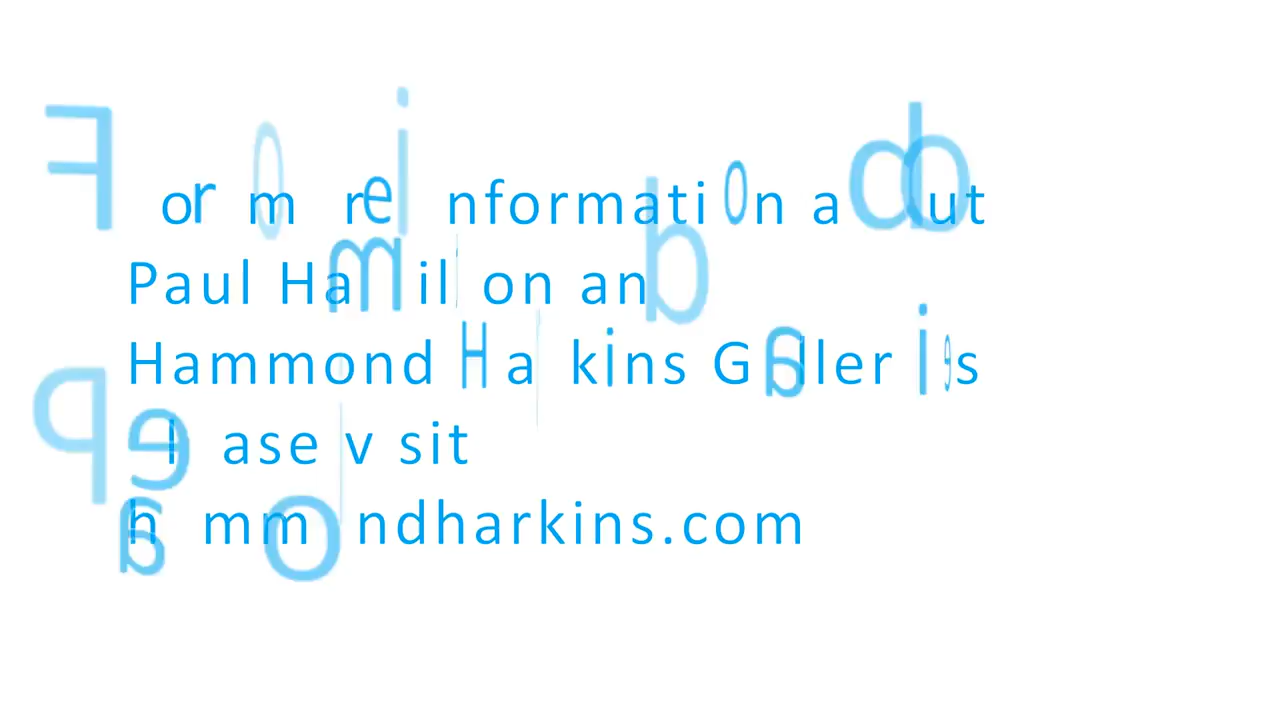 For more information about
Paul Hamilton and
Hammond Harkins Galleries
please visit
hammondharkins.com